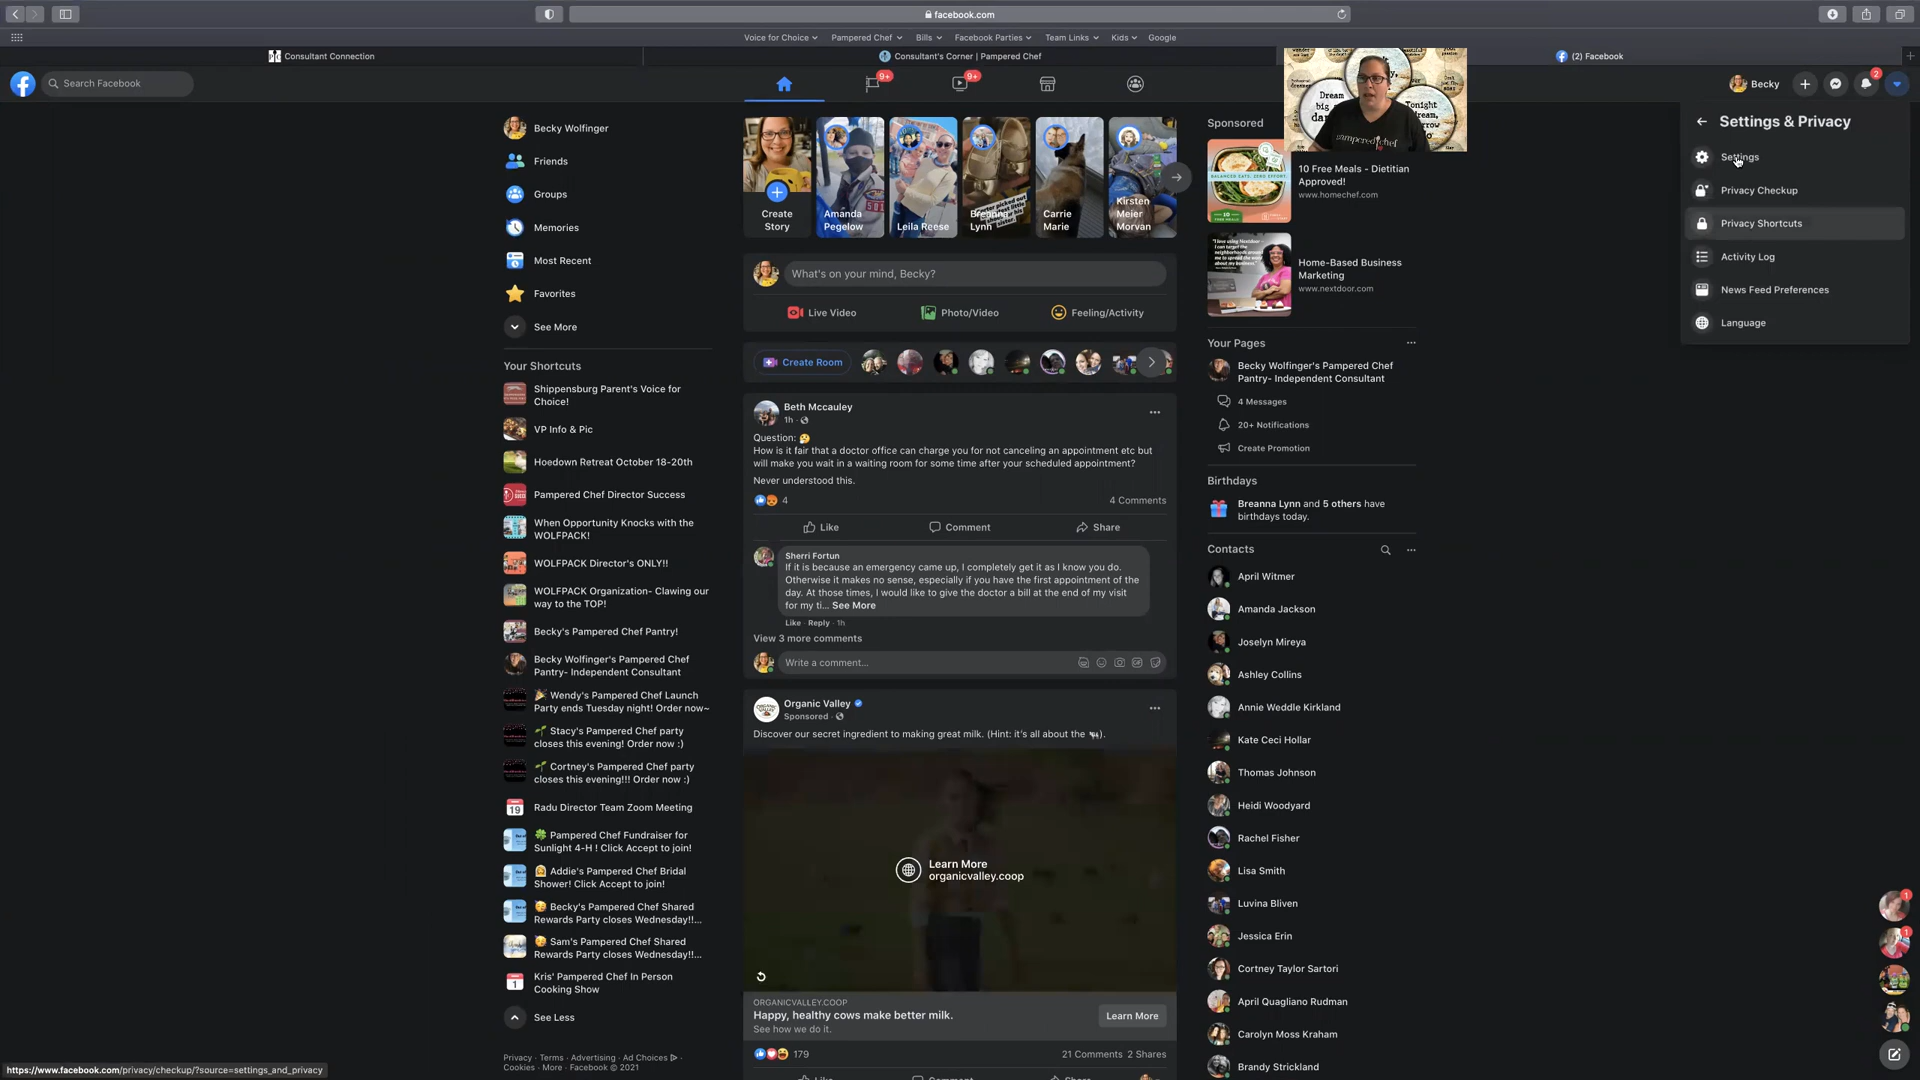 facebook.com
Voice for Choice Pampered Chef Bills Facebook Parties Team Links Kids Google
Consultant Connection
Consultant's Corner | Pampered Chef
(2) Facebook
Search Facebook
9+
9+
Becky
2
Dream
big
Tonight
dream,
pampered chef
Settings & Privacy
Settings
Privacy Checkup
Privacy Shortcuts
Activity Log
News Feed Preferences
Language
Becky Wolfinger
Friends
Groups
Memories
Most Recent
Favorites
See More
Your Shortcuts
Shippensburg Parent's Voice for
Choice!
VP Info & Pic
Hoedown Retreat October 18-20th
Pampered Chef Director Success
When Opportunity Knocks with the
WOLFPACK!
WOLFPACK Director's ONLY!!
WOLFPACK Organization- Clawing our
way to the TOP!
Becky's Pampered Chef Pantry!
Becky Wolfinger's Pampered Chef
Pantry- Independent Consultant
🎉 Wendy's Pampered Chef Launch
Party ends Tuesday night! Order now~
🌱 Stacy's Pampered Chef party
closes this evening! Order now :)
🌱 Cortney's Pampered Chef party
closes this evening!!! Order now :)
19
Radu Director Team Zoom Meeting
🍀 Pampered Chef Fundraiser for
Sunlight 4-H ! Click Accept to join!
👰 Addie's Pampered Chef Bridal
Shower! Click Accept to join!
🥳 Becky's Pampered Chef Shared
Rewards Party closes Wednesday!!...
🥳 Sam's Pampered Chef Shared
Rewards Party closes Wednesday!!...
1
Kris' Pampered Chef In Person
Cooking Show
See Less
Privacy · Terms · Advertising · Ad Choices ·
Cookies · More · Facebook © 2021
https://www.facebook.com/privacy/checkup/?source=settings_and_privacy
Create
Story
Amanda
Pegelow
Leila Reese
Breanna
Lynn
Carrie
Marie
Kirsten
Meier
Morvan
What's on your mind, Becky?
Live Video
Photo/Video
Feeling/Activity
Create Room
Beth Mccauley
1h ·
Question: 🤔
How is it fair that a doctor office can charge you for not canceling an appointment etc but
will make you wait in a waiting room for some time after your scheduled appointment?
Never understood this.
4
4 Comments
Like
Comment
Share
Sherri Fortun
If it is because an emergency came up, I completely get it as I know you do.
Otherwise it makes no sense, especially if you have the first appointment of the
day. At those times, I would like to give the doctor a bill at the end of my visit
for my ti... See More
Like · Reply · 1h
View 3 more comments
Write a comment...
Organic Valley
Sponsored ·
Discover our secret ingredient to making great milk. (Hint: it's all about the 🐄).
Learn More
organicvalley.coop
ORGANICVALLEY.COOP
Happy, healthy cows make better milk.
See how we do it.
Learn More
179
21 Comments 2 Shares
Like
Comment
Share
Sponsored
10 Free Meals - Dietitian
Approved!
www.homechef.com
Home-Based Business
Marketing
www.nextdoor.com
Your Pages
Becky Wolfinger's Pampered Chef
Pantry- Independent Consultant
4 Messages
20+ Notifications
Create Promotion
Birthdays
Breanna Lynn and 5 others have
birthdays today.
Contacts
April Witmer
Amanda Jackson
Joselyn Mireya
Ashley Collins
Annie Weddle Kirkland
Kate Ceci Hollar
Thomas Johnson
Heidi Woodyard
Rachel Fisher
Lisa Smith
Luvina Bliven
Jessica Erin
Cortney Taylor Sartori
April Quagliano Rudman
Carolyn Moss Kraham
Brandy Strickland
1
1